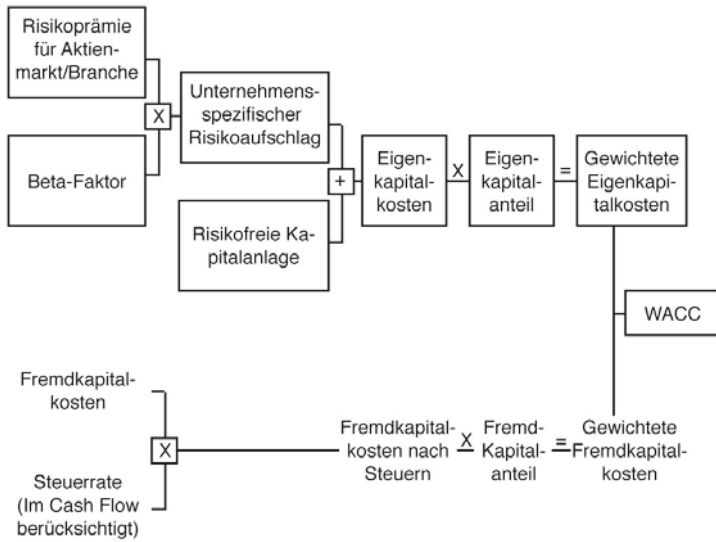 Risikoprämie
für Aktien-
markt/Branche
X
Beta-Faktor
Unternehmens-
spezifischer
Risikoaufschlag
+
Risikofreie Ka-
pitalanlage
Eigen-
kapital-
kosten
X
Eigen-
kapital-
anteil
=
Gewichtete
Eigenkapi-
talkosten
WACC
Fremdkapital-
kosten
X
Steuerrate
(Im Cash Flow
berücksichtigt)
Fremdkapital-
kosten nach
Steuern
X
Fremd-
Kapital-
anteil
=
Gewichtete
Fremdkapital-
kosten